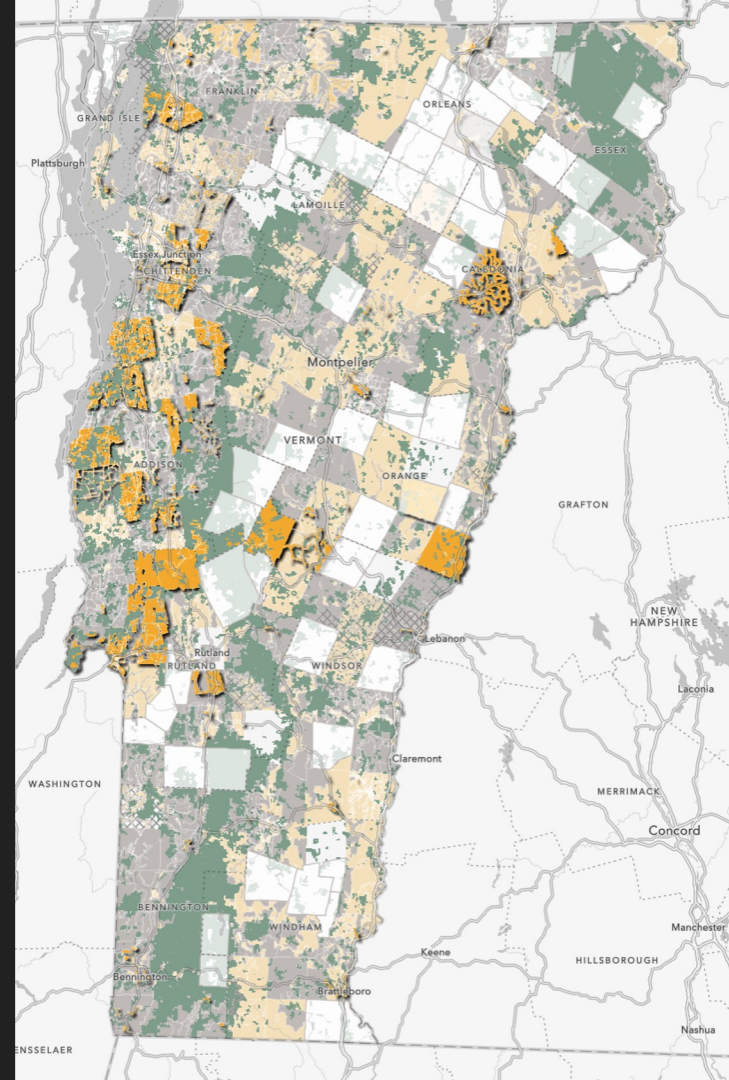 FRANKLIN
ORLEANS
GRAND ISLE
ESSEX
Plattsburgh
LAMOILLE
Essex Junction
CHITTENDEN
CALEDONIA
Montpelier
VERMONT
ADDISON
ORANGE
GRAFTON
NEW
HAMPSHIRE
Lebanon
Rutland
RUTLAND
WINDSOR
Laconia
Claremont
WASHINGTON
MERRIMACK
Concord
BENNINGTON
WINDHAM
Manchester
Keene
HILLSBOROUGH
Bennington
Brattleboro
Nashua
ENSSELAER